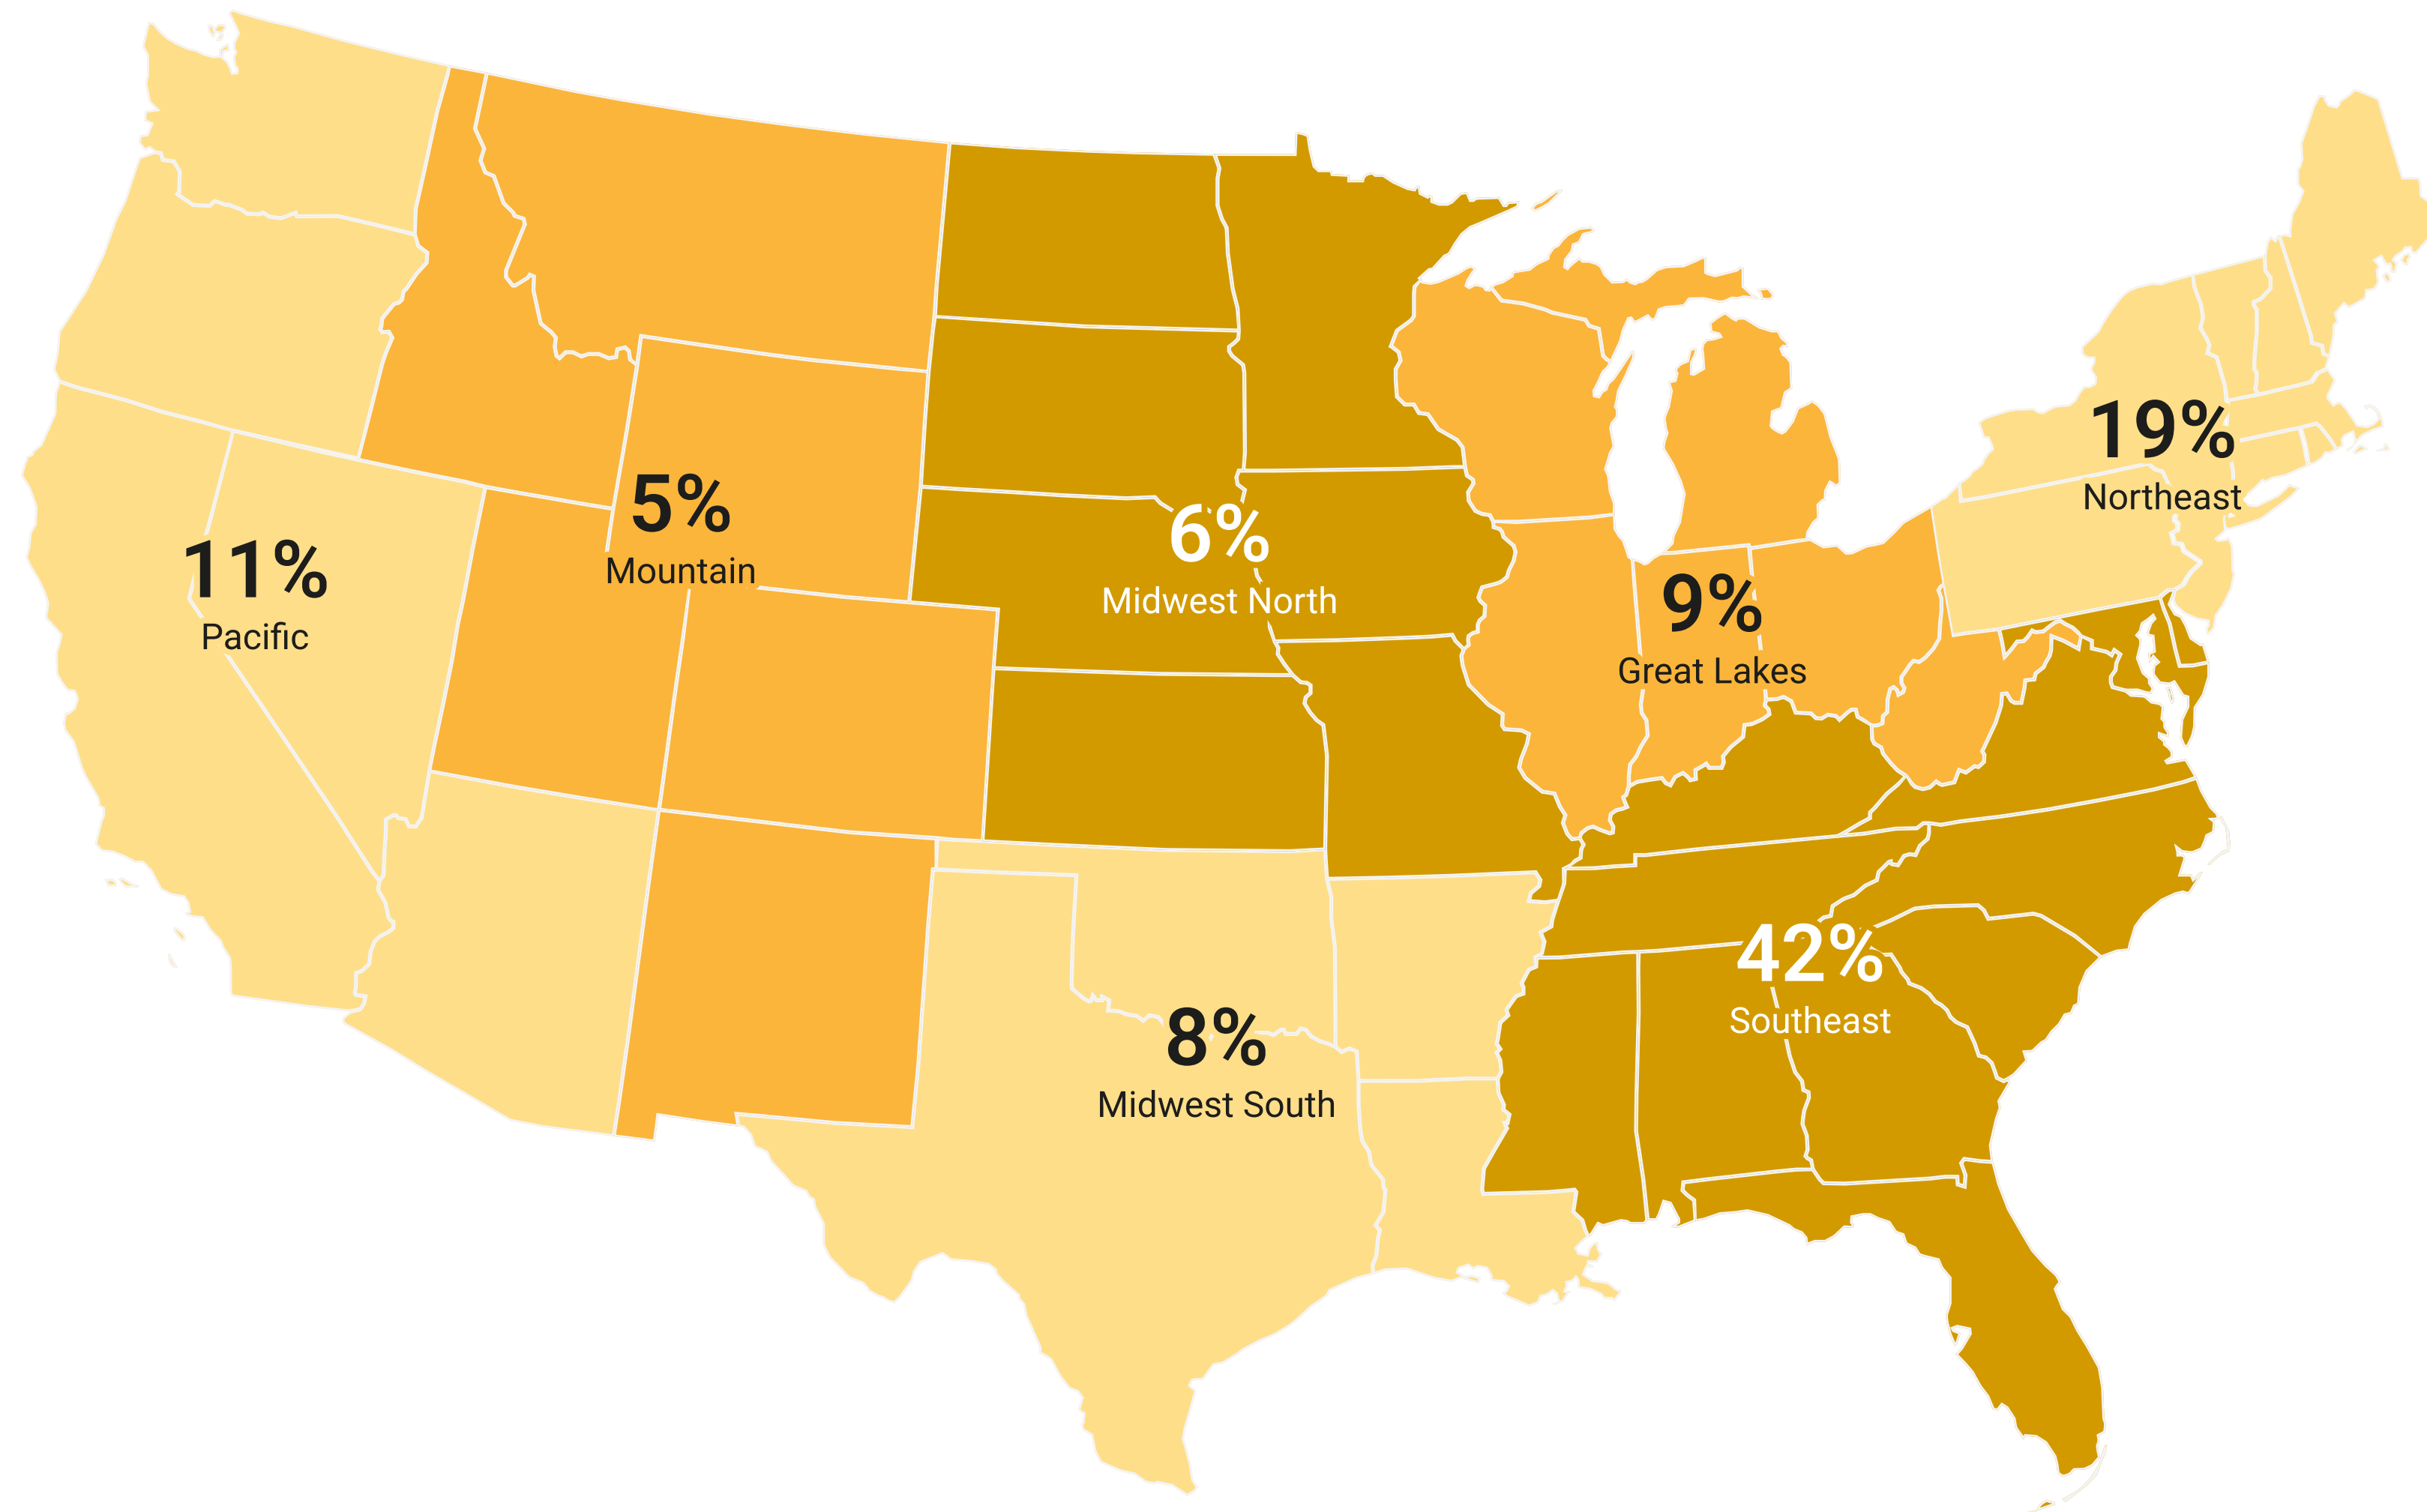 19%
Northeast
5%
Mountain
6%
Midwest North
11%
Pacific
9%
Great Lakes
42%
Southeast
8%
Midwest South